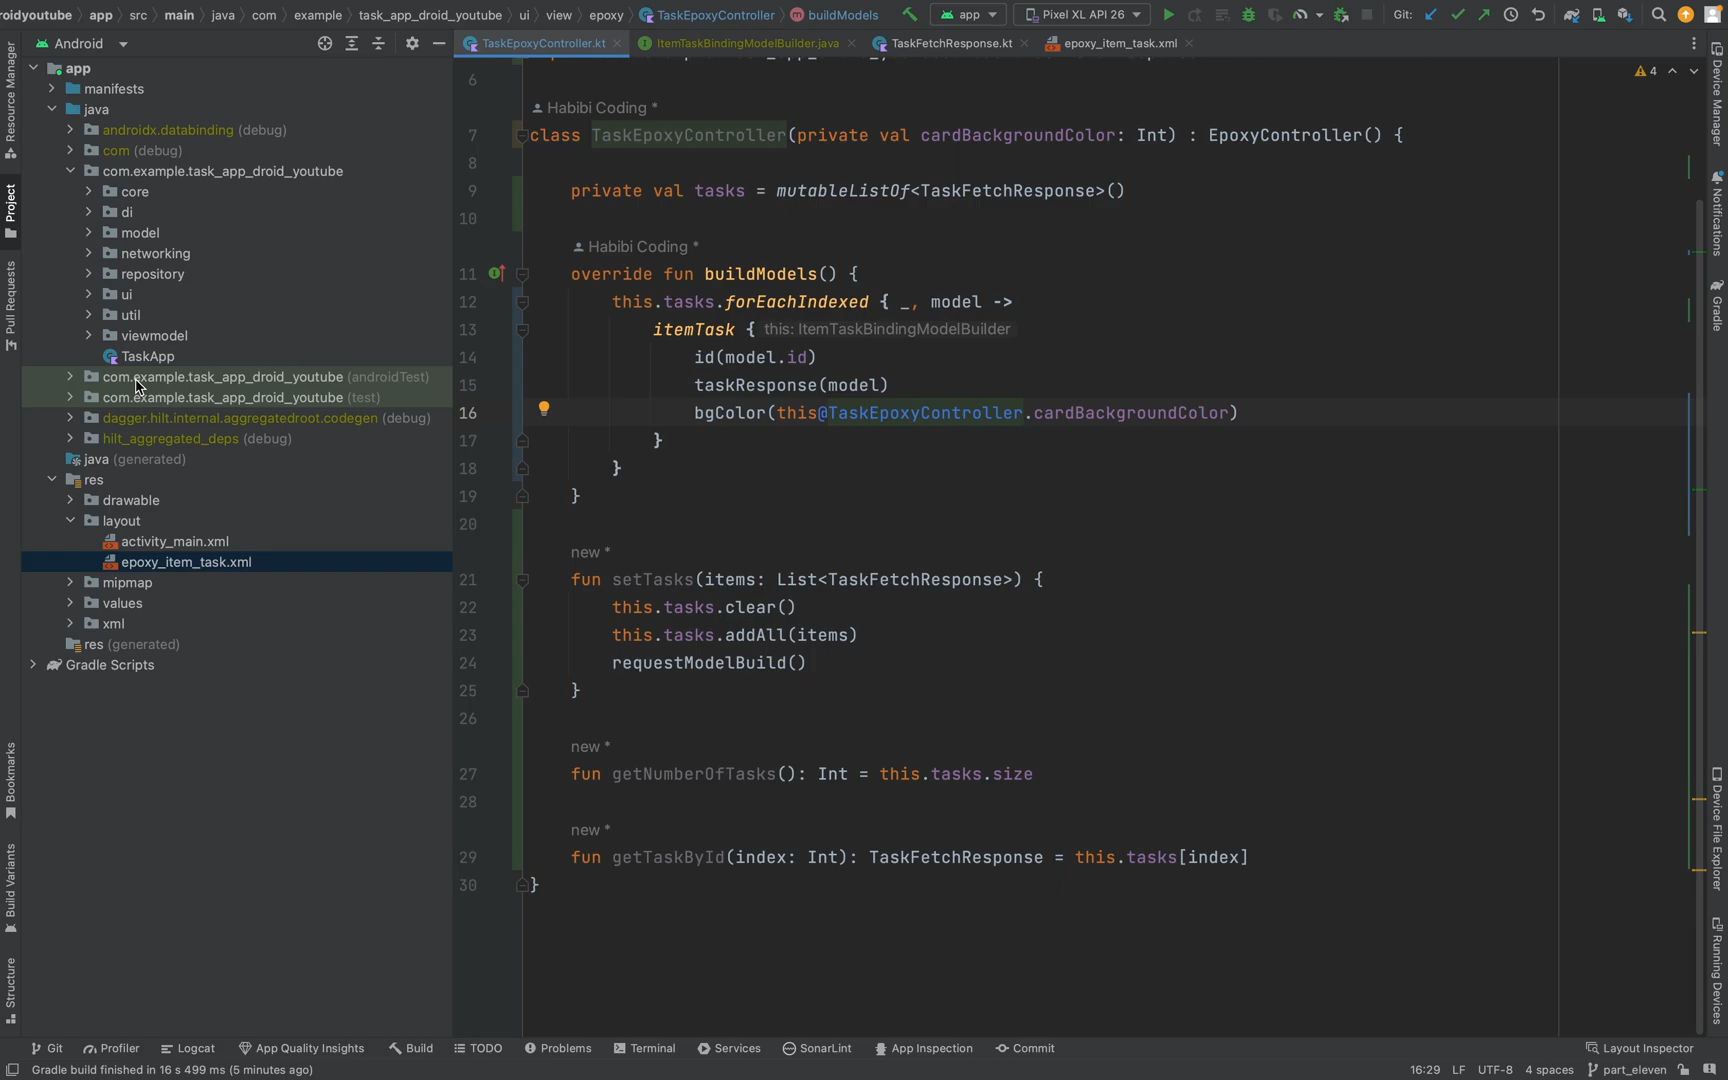 roidyoutube > app > src > main > java > com > example > task_app_droid_youtube > ui > view > epoxy > TaskEpoxyController > buildModels
app
Pixel XL API 26
Git:
Android
TaskEpoxyController.kt
ItemTaskBindingModelBuilder.java
TaskFetchResponse.kt
epoxy_item_task.xml
Resource Manager
Project
Pull Requests
Bookmarks
Build Variants
Structure
app
manifests
java
androidx.databinding (debug)
com (debug)
com.example.task_app_droid_youtube
core
di
model
networking
repository
ui
util
viewmodel
TaskApp
com.example.task_app_droid_youtube (androidTest)
com.example.task_app_droid_youtube (test)
dagger.hilt.internal.aggregatedroot.codegen (debug)
hilt_aggregated_deps (debug)
java (generated)
res
drawable
layout
activity_main.xml
epoxy_item_task.xml
mipmap
values
xml
res (generated)
Gradle Scripts
4
6
Habibi Coding *
7 class TaskEpoxyController(private val cardBackgroundColor: Int) : EpoxyController() {
8
9 private val tasks = mutableListOf<TaskFetchResponse>()
10
Habibi Coding *
11 override fun buildModels() {
12 this.tasks.forEachIndexed { _, model ->
13 itemTask { this: ItemTaskBindingModelBuilder
14 id(model.id)
15 taskResponse(model)
16 bgColor(this@TaskEpoxyController.cardBackgroundColor)
17 }
18 }
19 }
20
new *
21 fun setTasks(items: List<TaskFetchResponse>) {
22 this.tasks.clear()
23 this.tasks.addAll(items)
24 requestModelBuild()
25 }
26
new *
27 fun getNumberOfTasks(): Int = this.tasks.size
28
new *
29 fun getTaskById(index: Int): TaskFetchResponse = this.tasks[index]
30 }
Device Manager
Notifications
Gradle
Device File Explorer
Running Devices
Git
Profiler
Logcat
App Quality Insights
Build
TODO
Problems
Terminal
Services
SonarLint
App Inspection
Commit
Layout Inspector
Gradle build finished in 16 s 499 ms (5 minutes ago)
16:29 LF UTF-8 4 spaces part_eleven